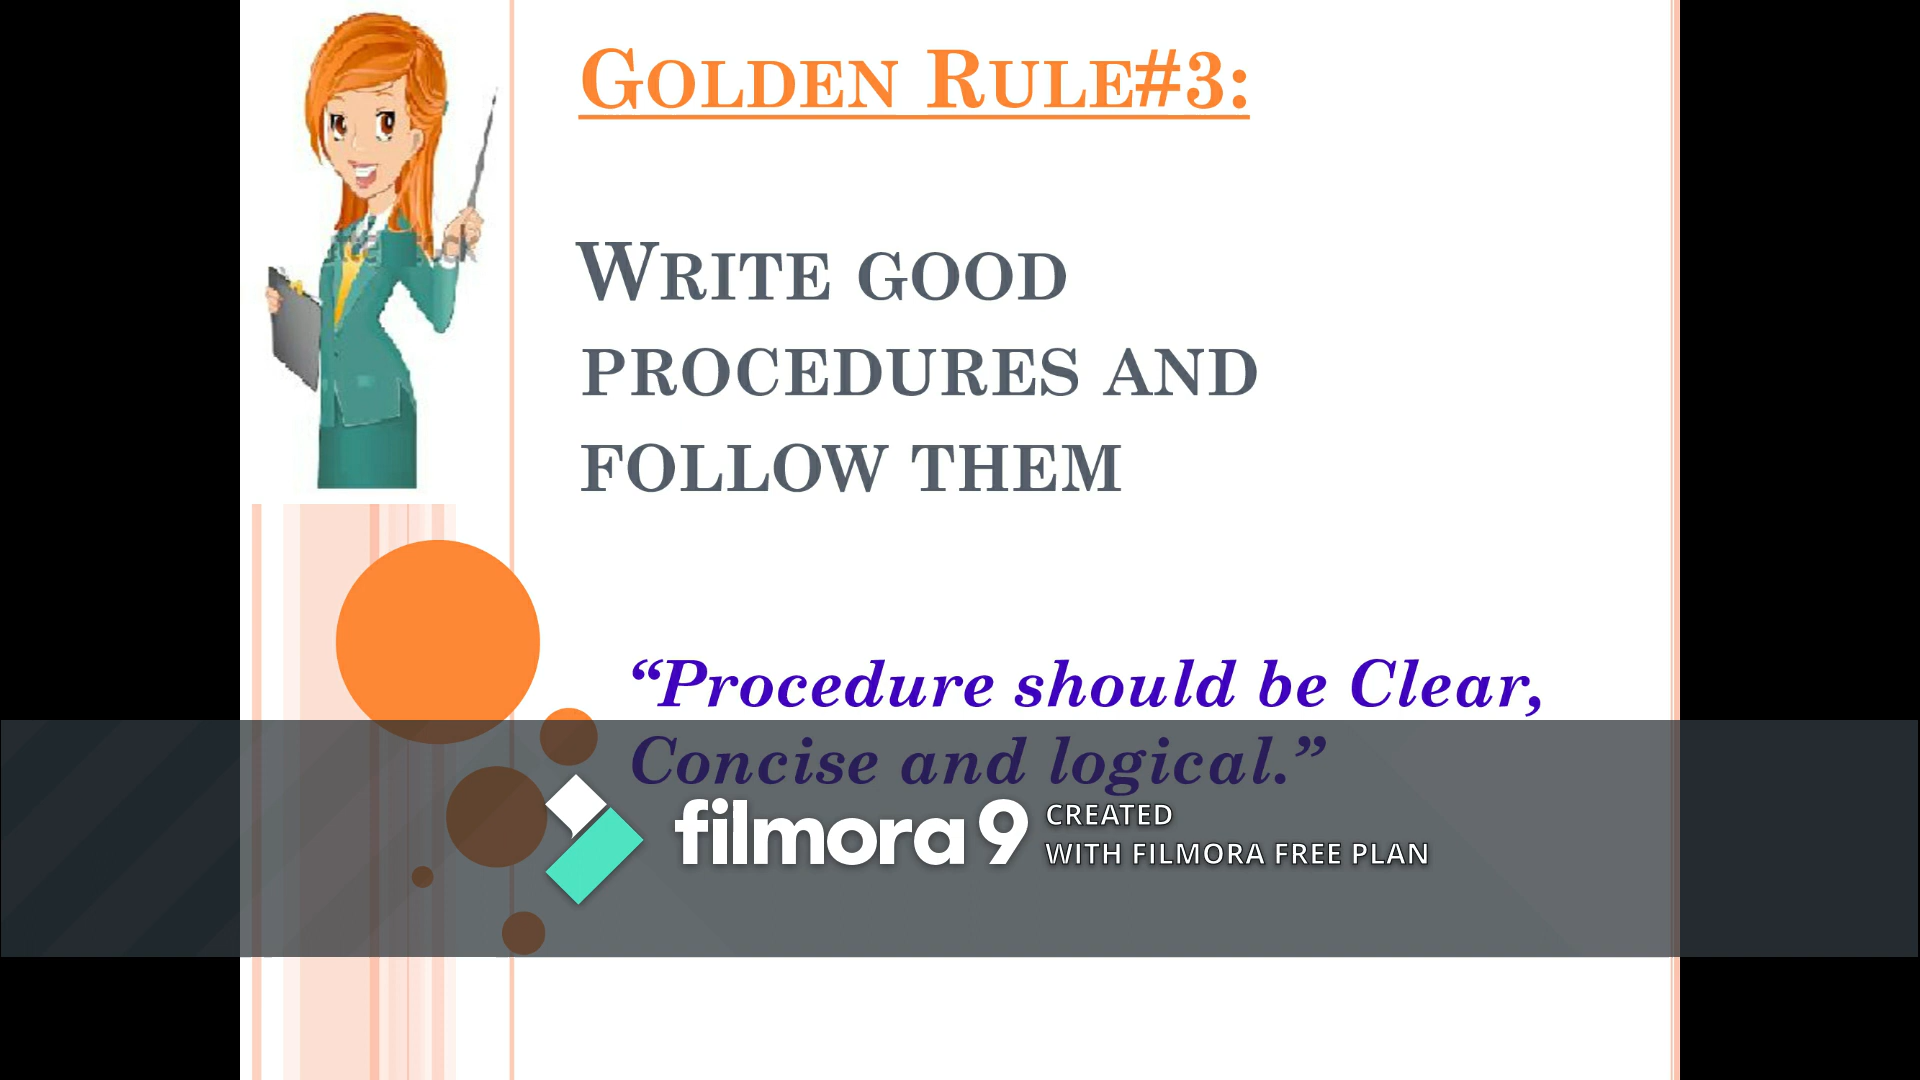 GOLDEN RULE#3:
WRITE GOOD
PROCEDURES AND
FOLLOW THEM
“Procedure should be Clear,
Concise and logical.”
filmora9
CREATED
WITH FILMORA FREE PLAN